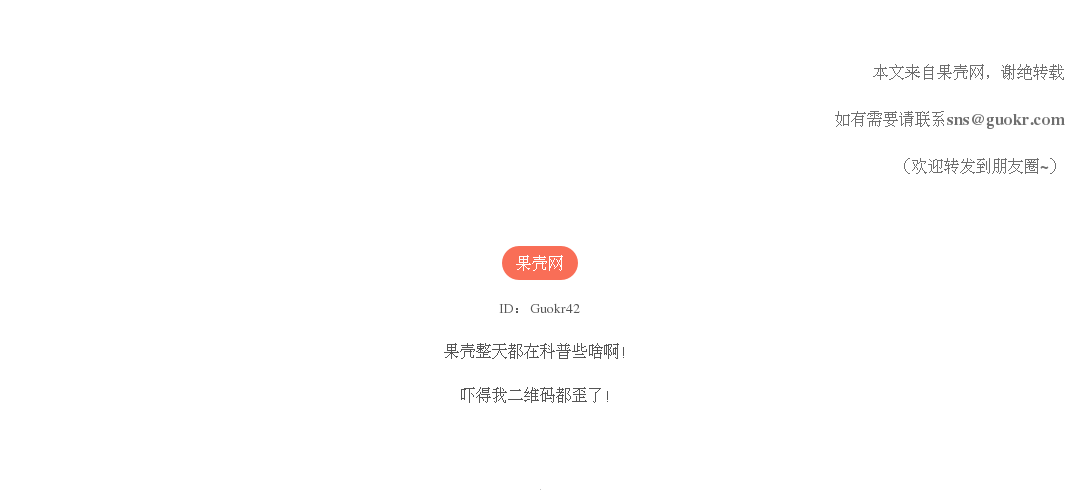 本文来自果壳网，谢绝转载
如有需要请联系sns@guokr.com
（欢迎转发到朋友圈~）
果壳网
ID：Guokr42
果壳整天都在科普些啥啊!
吓得我二维码都歪了!